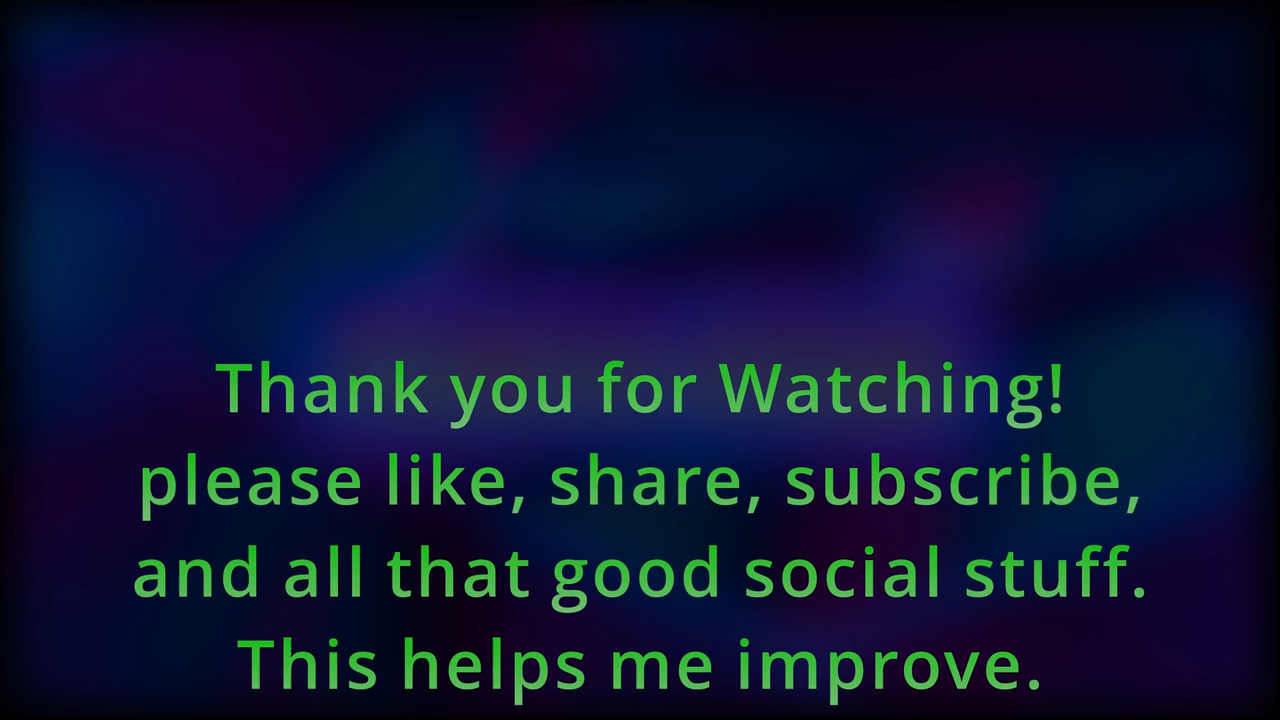 Thank you for Watching!
please like, share, subscribe,
and all that good social stuff.
This helps me improve.